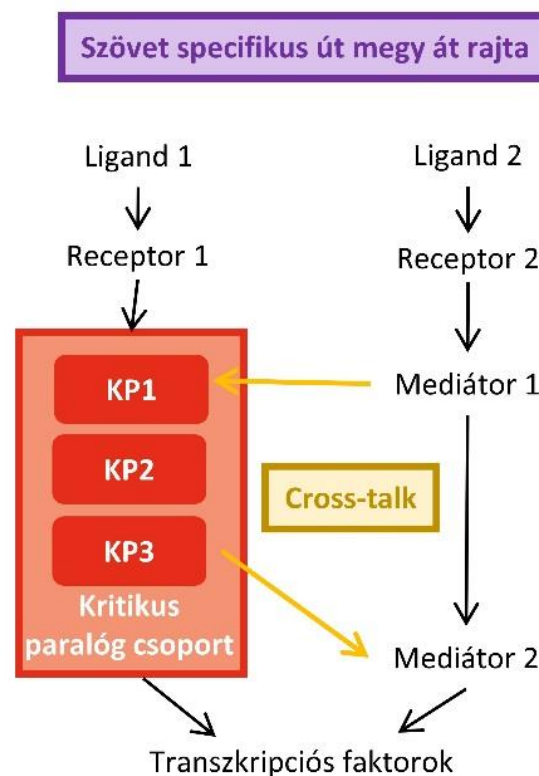 Szövet specifikus út megy át rajta
Ligand 1
Ligand 2
Receptor 1
Receptor 2
KP1
Mediátor 1
KP2
Cross-talk
KP3
Kritikus
paralóg csoport
Mediátor 2
Transzkripciós faktorok